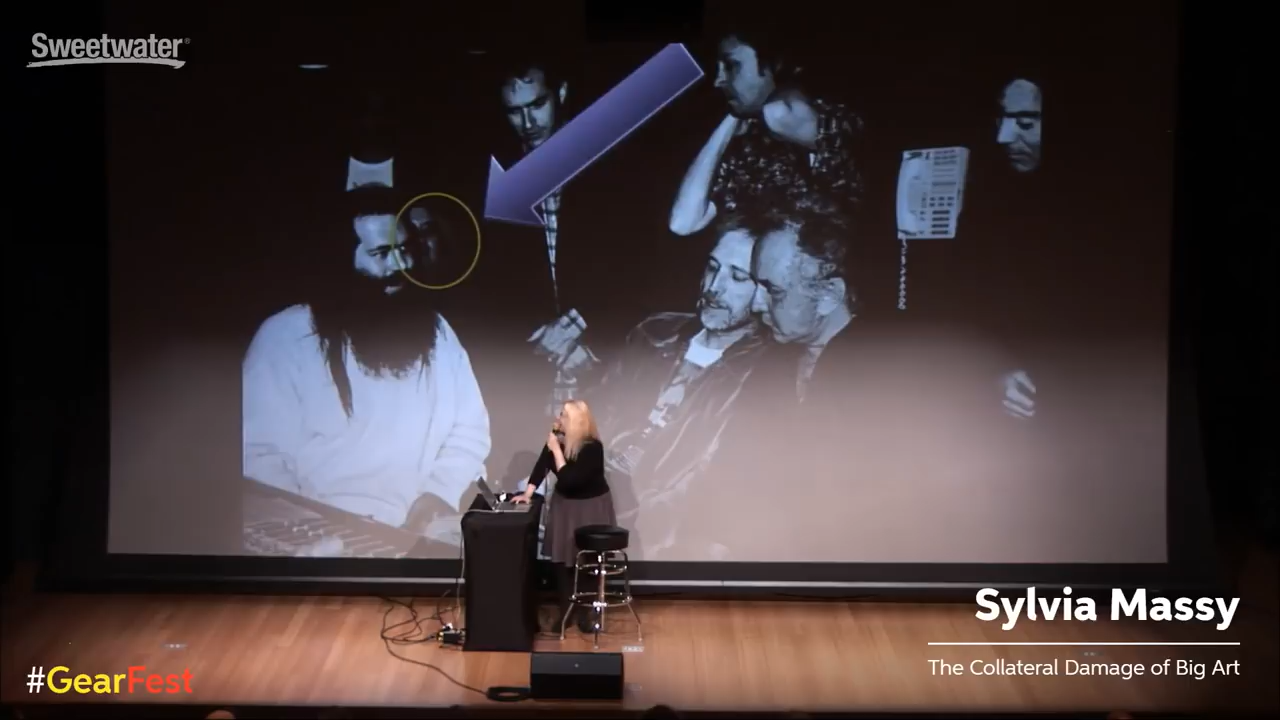 Sweetwater®
Sylvia Massy
The Collateral Damage of Big Art
#GearFest